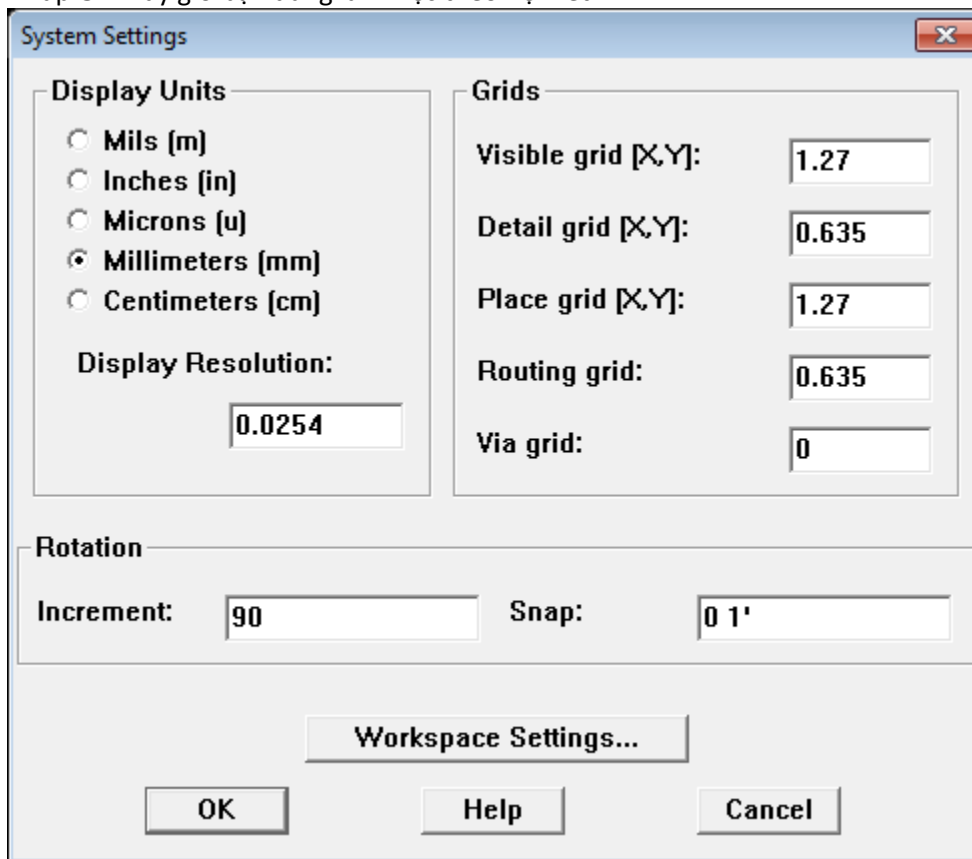 System Settings
Display Units
Mils (m)
Inches (in)
Microns (u)
Millimeters (mm)
Centimeters (cm)
Display Resolution:
0.0254
Grids
Visible grid [X,Y]: 1.27
Detail grid [X,Y]: 0.635
Place grid [X,Y]: 1.27
Routing grid: 0.635
Via grid: 0
Rotation
Increment: 90 Snap: 0 1'
Workspace Settings...
OK Help Cancel